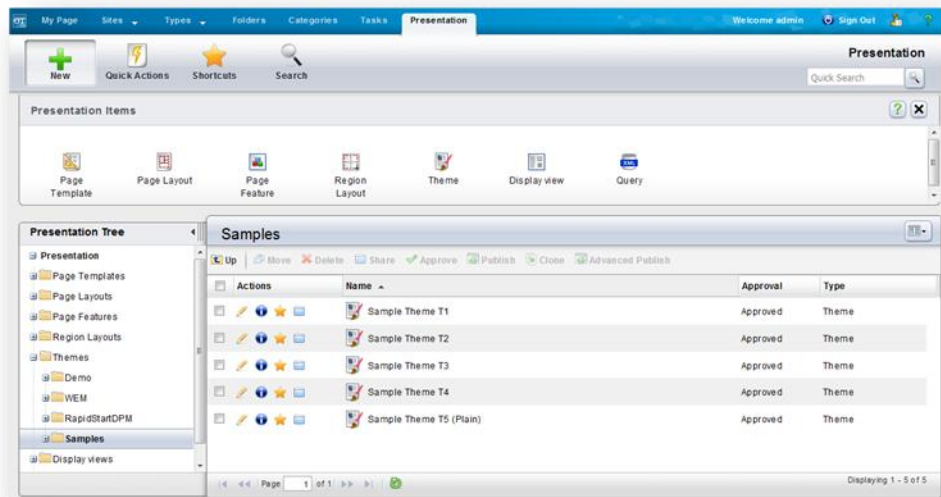 OT My Page Sites Types Folders Categories Tasks Presentation Welcome admin Sign Out ?
New Quick Actions Shortcuts Search
Presentation
Quick Search
Presentation Items ?
Page Template
Page Layout
Page Feature
Region Layout
Theme
Display view
XML
Query
Presentation Tree
Presentation
Page Templates
Page Layouts
Page Features
Region Layouts
Themes
Demo
WEM
RapidStartDPM
Samples
Display views
Samples
Up Move Delete Share Approve Publish Clone Advanced Publish
Actions Name Approval Type
Sample Theme T1 Approved Theme
Sample Theme T2 Approved Theme
Sample Theme T3 Approved Theme
Sample Theme T4 Approved Theme
Sample Theme T5 (Plain) Approved Theme
Page 1 of 1 Displaying 1 - 5 of 5